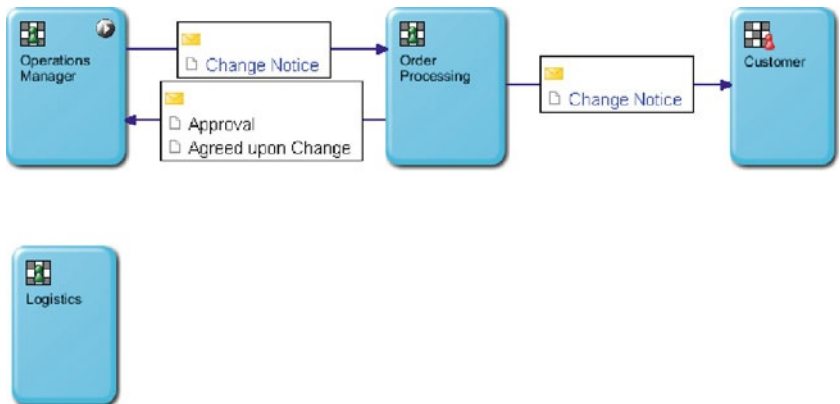 Operations
Manager
Change Notice
Order
Processing
Customer
Change Notice
Approval
Agreed upon Change
Logistics